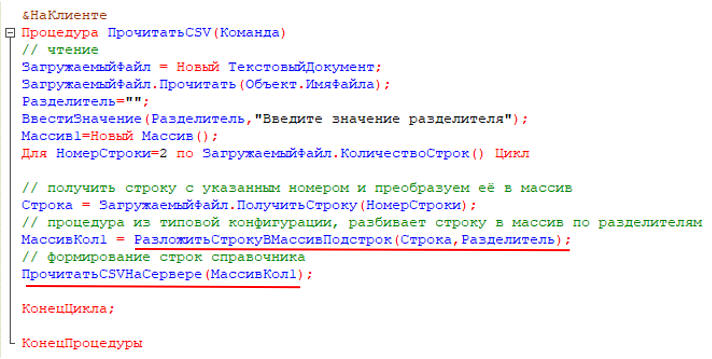 &НаКлиенте
Процедура ПрочитатьCSV(Команда)
// чтение
ЗагружаемыйФайл = Новый ТекстовыйДокумент;
ЗагружаемыйФайл.Прочитать(Объект.ИмяФайла);
Разделитель="";
ВвестиЗначение(Разделитель,"Введите значение разделителя");
Массив1=Новый Массив();
Для НомерСтроки=2 по ЗагружаемыйФайл.КоличествоСтрок() Цикл
// получить строку с указанным номером и преобразуем её в массив
Строка = ЗагружаемыйФайл.ПолучитьСтроку(НомерСтроки);
// процедура из типовой конфигурации, разбивает строку в массив по разделителям
МассивКол1 = РазложитьСтрокуВМассивПодстрок(Строка,Разделитель);
// формирование строк справочника
ПрочитатьCSVНаСервере(МассивКол1);
КонецЦикла;
КонецПроцедуры